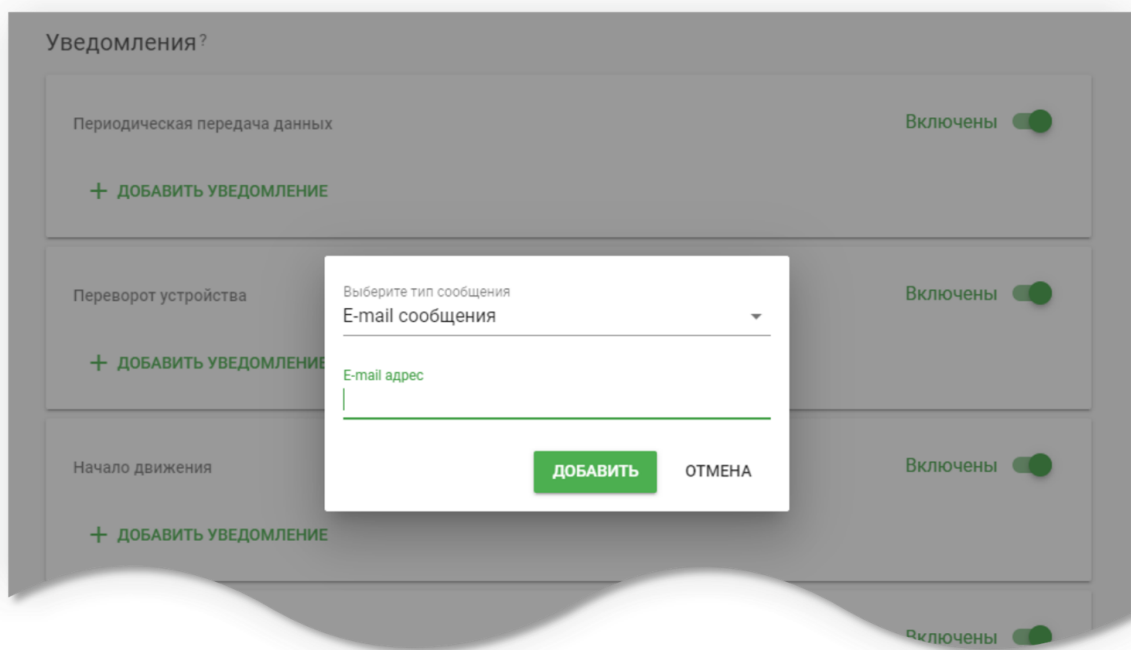 Уведомления ?
Периодическая передача данных
Включены
+ ДОБАВИТЬ УВЕДОМЛЕНИЕ
Переворот устройства
Включены
+ ДОБАВИТЬ УВЕДОМЛЕНИЕ
Выберите тип сообщения
E-mail сообщения
E-mail адрес
ДОБАВИТЬ ОТМЕНА
Начало движения
Включены
+ ДОБАВИТЬ УВЕДОМЛЕНИЕ
Включены